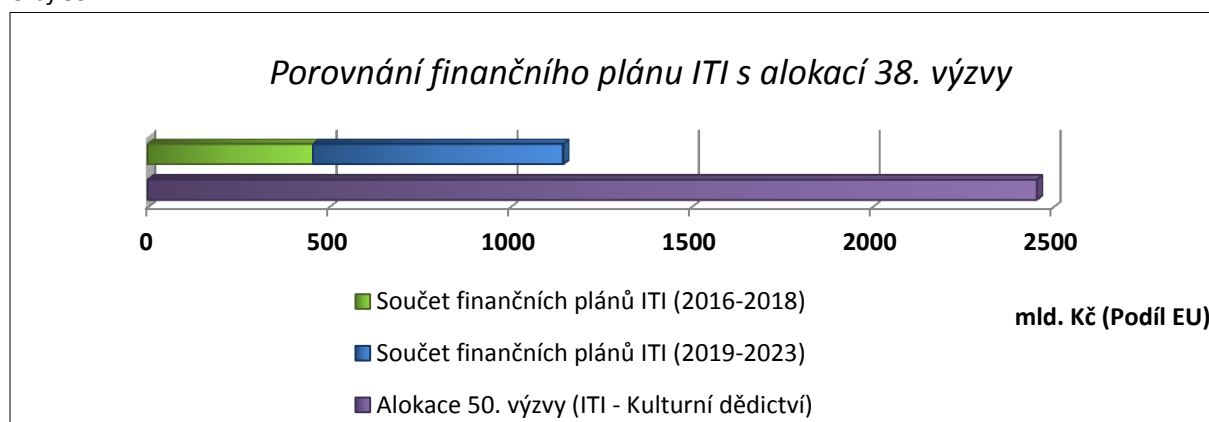 Porovnání finančního plánu ITI s alokací 38. výzvy
0 500 1000 1500 2000 2500
mld. Kč (Podíl EU)
Součet finančních plánů ITI (2016-2018)
Součet finančních plánů ITI (2019-2023)
Alokace 50. výzvy (ITI - Kulturní dědictví)